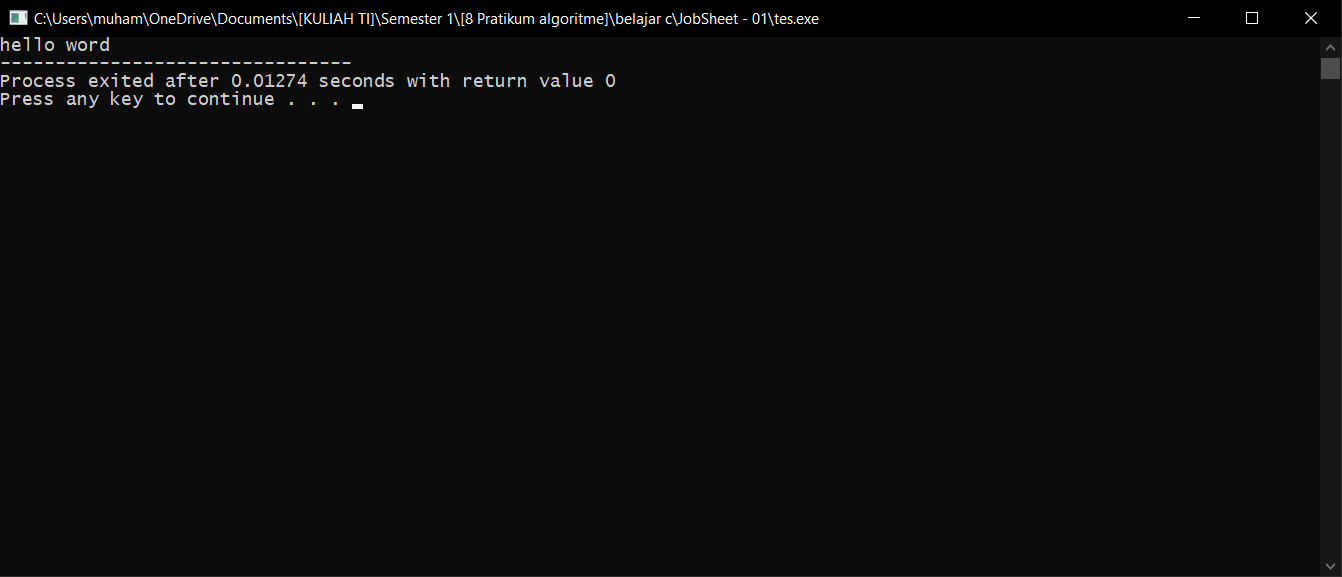 C:\Users\muham\OneDrive\Documents\[KULIAH TI]\Semester 1\[8 Pratikum algoritme]\belajar c\JobSheet - 01\tes.exe
hello word
--------------------------------
Process exited after 0.01274 seconds with return value 0
Press any key to continue . . .